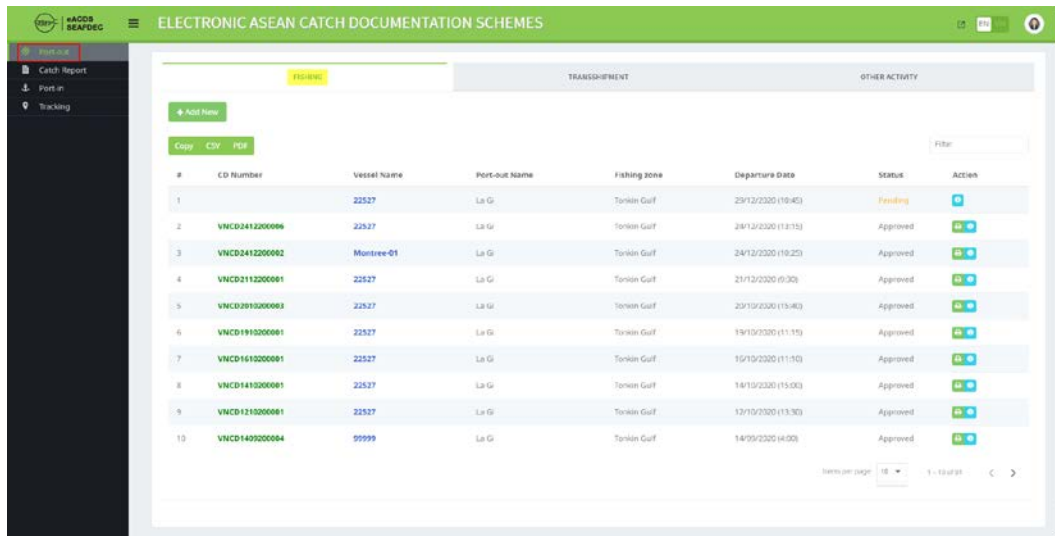 eACDS
SEAFDEC
ELECTRONIC ASEAN CATCH DOCUMENTATION SCHEMES
EN
Port-out
Catch Report
Port-in
Tracking
FISHING
TRANSSHIPMENT
OTHER ACTIVITY
+ Add New
Copy CSV PDF
Filter
# CD Number Vessel Name Port-out Name Fishing zone Departure Date Status Action
1 22527 La Gi Tonkin Gulf 29/12/2020 (10:45) Pending
2 VNCD2412200006 22527 La Gi Tonkin Gulf 24/12/2020 (13:15) Approved
3 VNCD2412200002 Montree-01 La Gi Tonkin Gulf 24/12/2020 (10:25) Approved
4 VNCD2112200001 22527 La Gi Tonkin Gulf 21/12/2020 (9:30) Approved
5 VNCD2010200003 22527 La Gi Tonkin Gulf 20/10/2020 (15:40) Approved
6 VNCD1910200001 22527 La Gi Tonkin Gulf 19/10/2020 (11:15) Approved
7 VNCD1610200001 22527 La Gi Tonkin Gulf 16/10/2020 (11:10) Approved
8 VNCD1410200001 22527 La Gi Tonkin Gulf 14/10/2020 (15:00) Approved
9 VNCD1210200001 22527 La Gi Tonkin Gulf 12/10/2020 (13:30) Approved
10 VNCD1409200004 99999 La Gi Tonkin Gulf 14/09/2020 (4:00) Approved
Items per page: 10